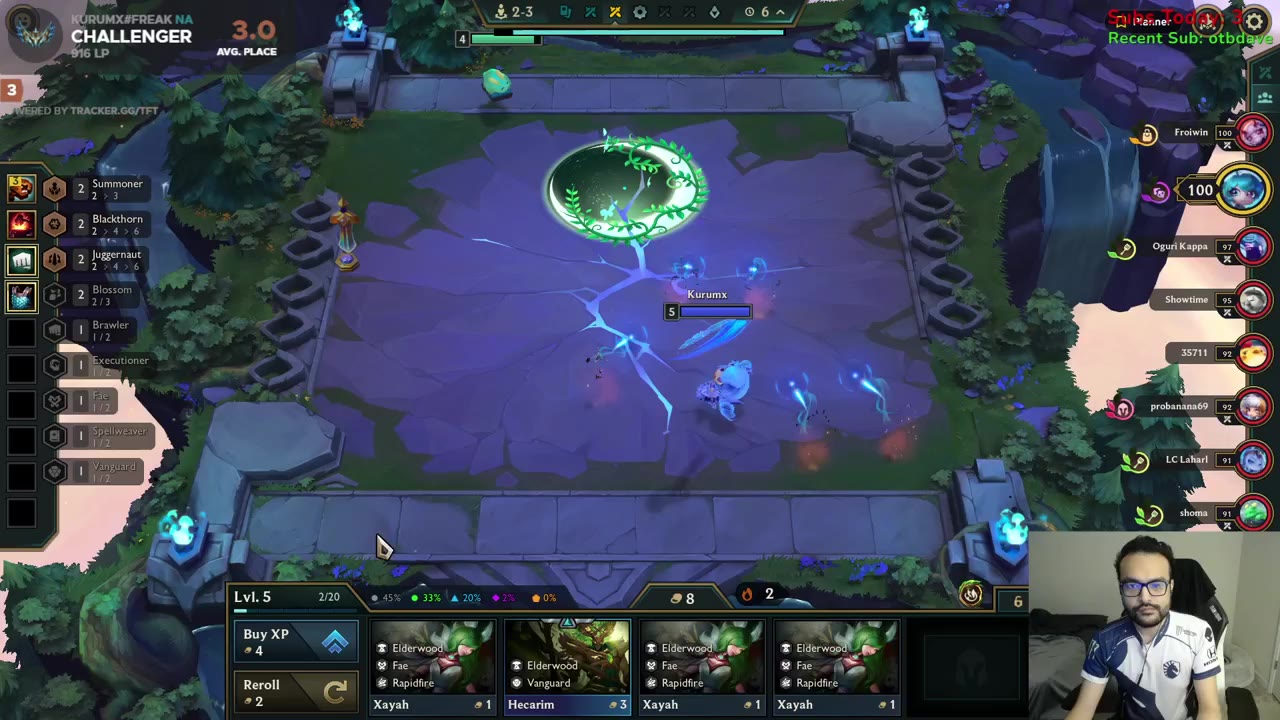 KURUMX#FREAK NA
CHALLENGER
916 LP
3.0
AVG. PLACE
3
POWERED BY TRACKER.GG/TFT
2-3
6
4
Planner
Subs Today: 3
Recent Sub: otbdave
2 Summoner
2 > 3
2 Blackthorn
2 > 4 > 6
2 Juggernaut
2 > 4 > 6
2 Blossom
2 / 3
1 Brawler
1 / 2
1 Executioner
1 / 2
1 Fae
1 / 2
1 Spellweaver
1 / 2
1 Vanguard
1 / 2
Kurumx
5
Froiwin 100
100
Oguri Kappa 97
Showtime 95
35711 92
probanana69 92
LC Laharl 91
shoma 91
Lvl. 5 2/20
45% 33% 20% 2% 0%
8
2
6
Buy XP
4
Reroll
2
Elderwood
Fae
Rapidfire
Xayah 1
Elderwood
Vanguard
Hecarim 3
Elderwood
Fae
Rapidfire
Xayah 1
Elderwood
Fae
Rapidfire
Xayah 1